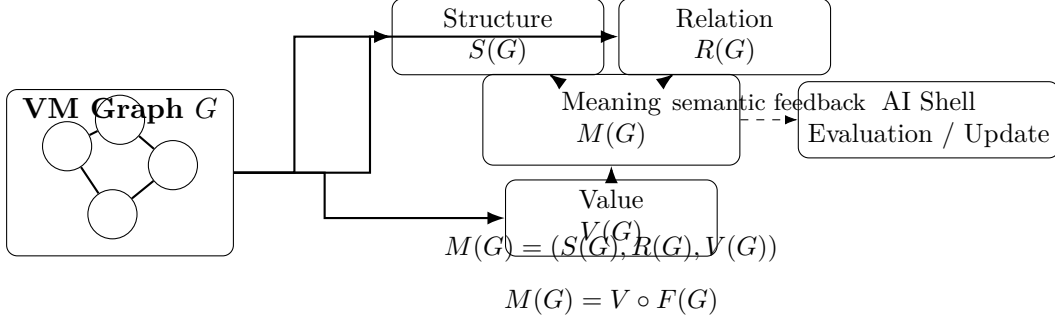 Structure
S(G)
Relation
R(G)
VM Graph G
Meaning
M(G)
semantic feedback
AI Shell
Evaluation / Update
Value
V(G)
M(G) = (S(G), R(G), V(G))
M(G) = V ∘ F(G)